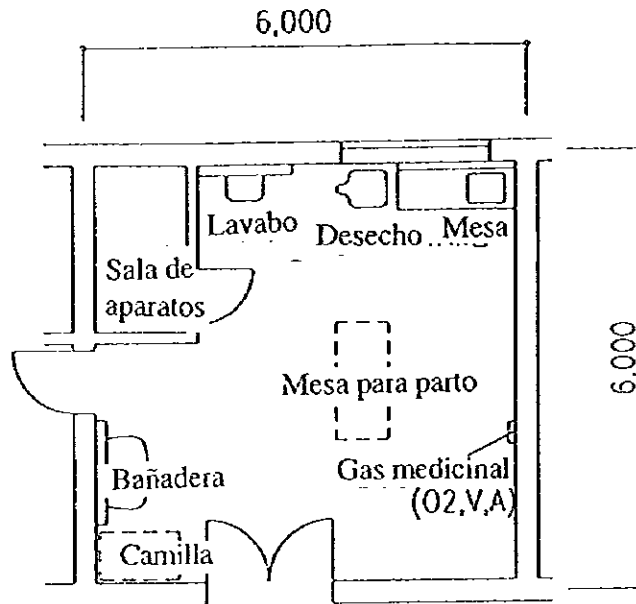 6,000
Lavabo
Desecho
Mesa
Sala de
aparatos
6,000
Mesa para parto
Bañadera
Gas medicinal
(O2,V,A)
Camilla